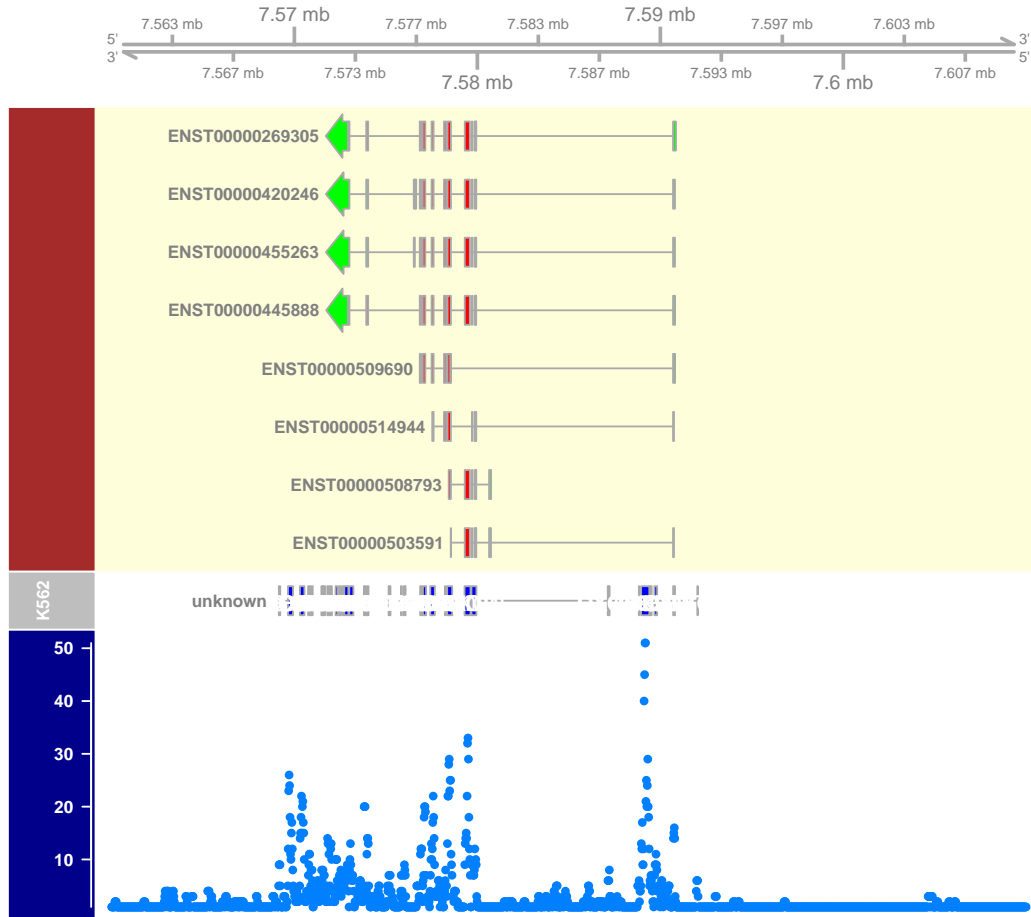 7.57 mb 7.59 mb
7.563 mb 7.577 mb 7.583 mb 7.597 mb 7.603 mb
5' 3'
3' 5'
7.567 mb 7.573 mb 7.587 mb 7.593 mb 7.607 mb
7.58 mb 7.6 mb
ENST00000269305
ENST00000420246
ENST00000455263
ENST00000445888
ENST00000509690
ENST00000514944
ENST00000508793
ENST00000503591
K562
unknown
50
40
30
20
10